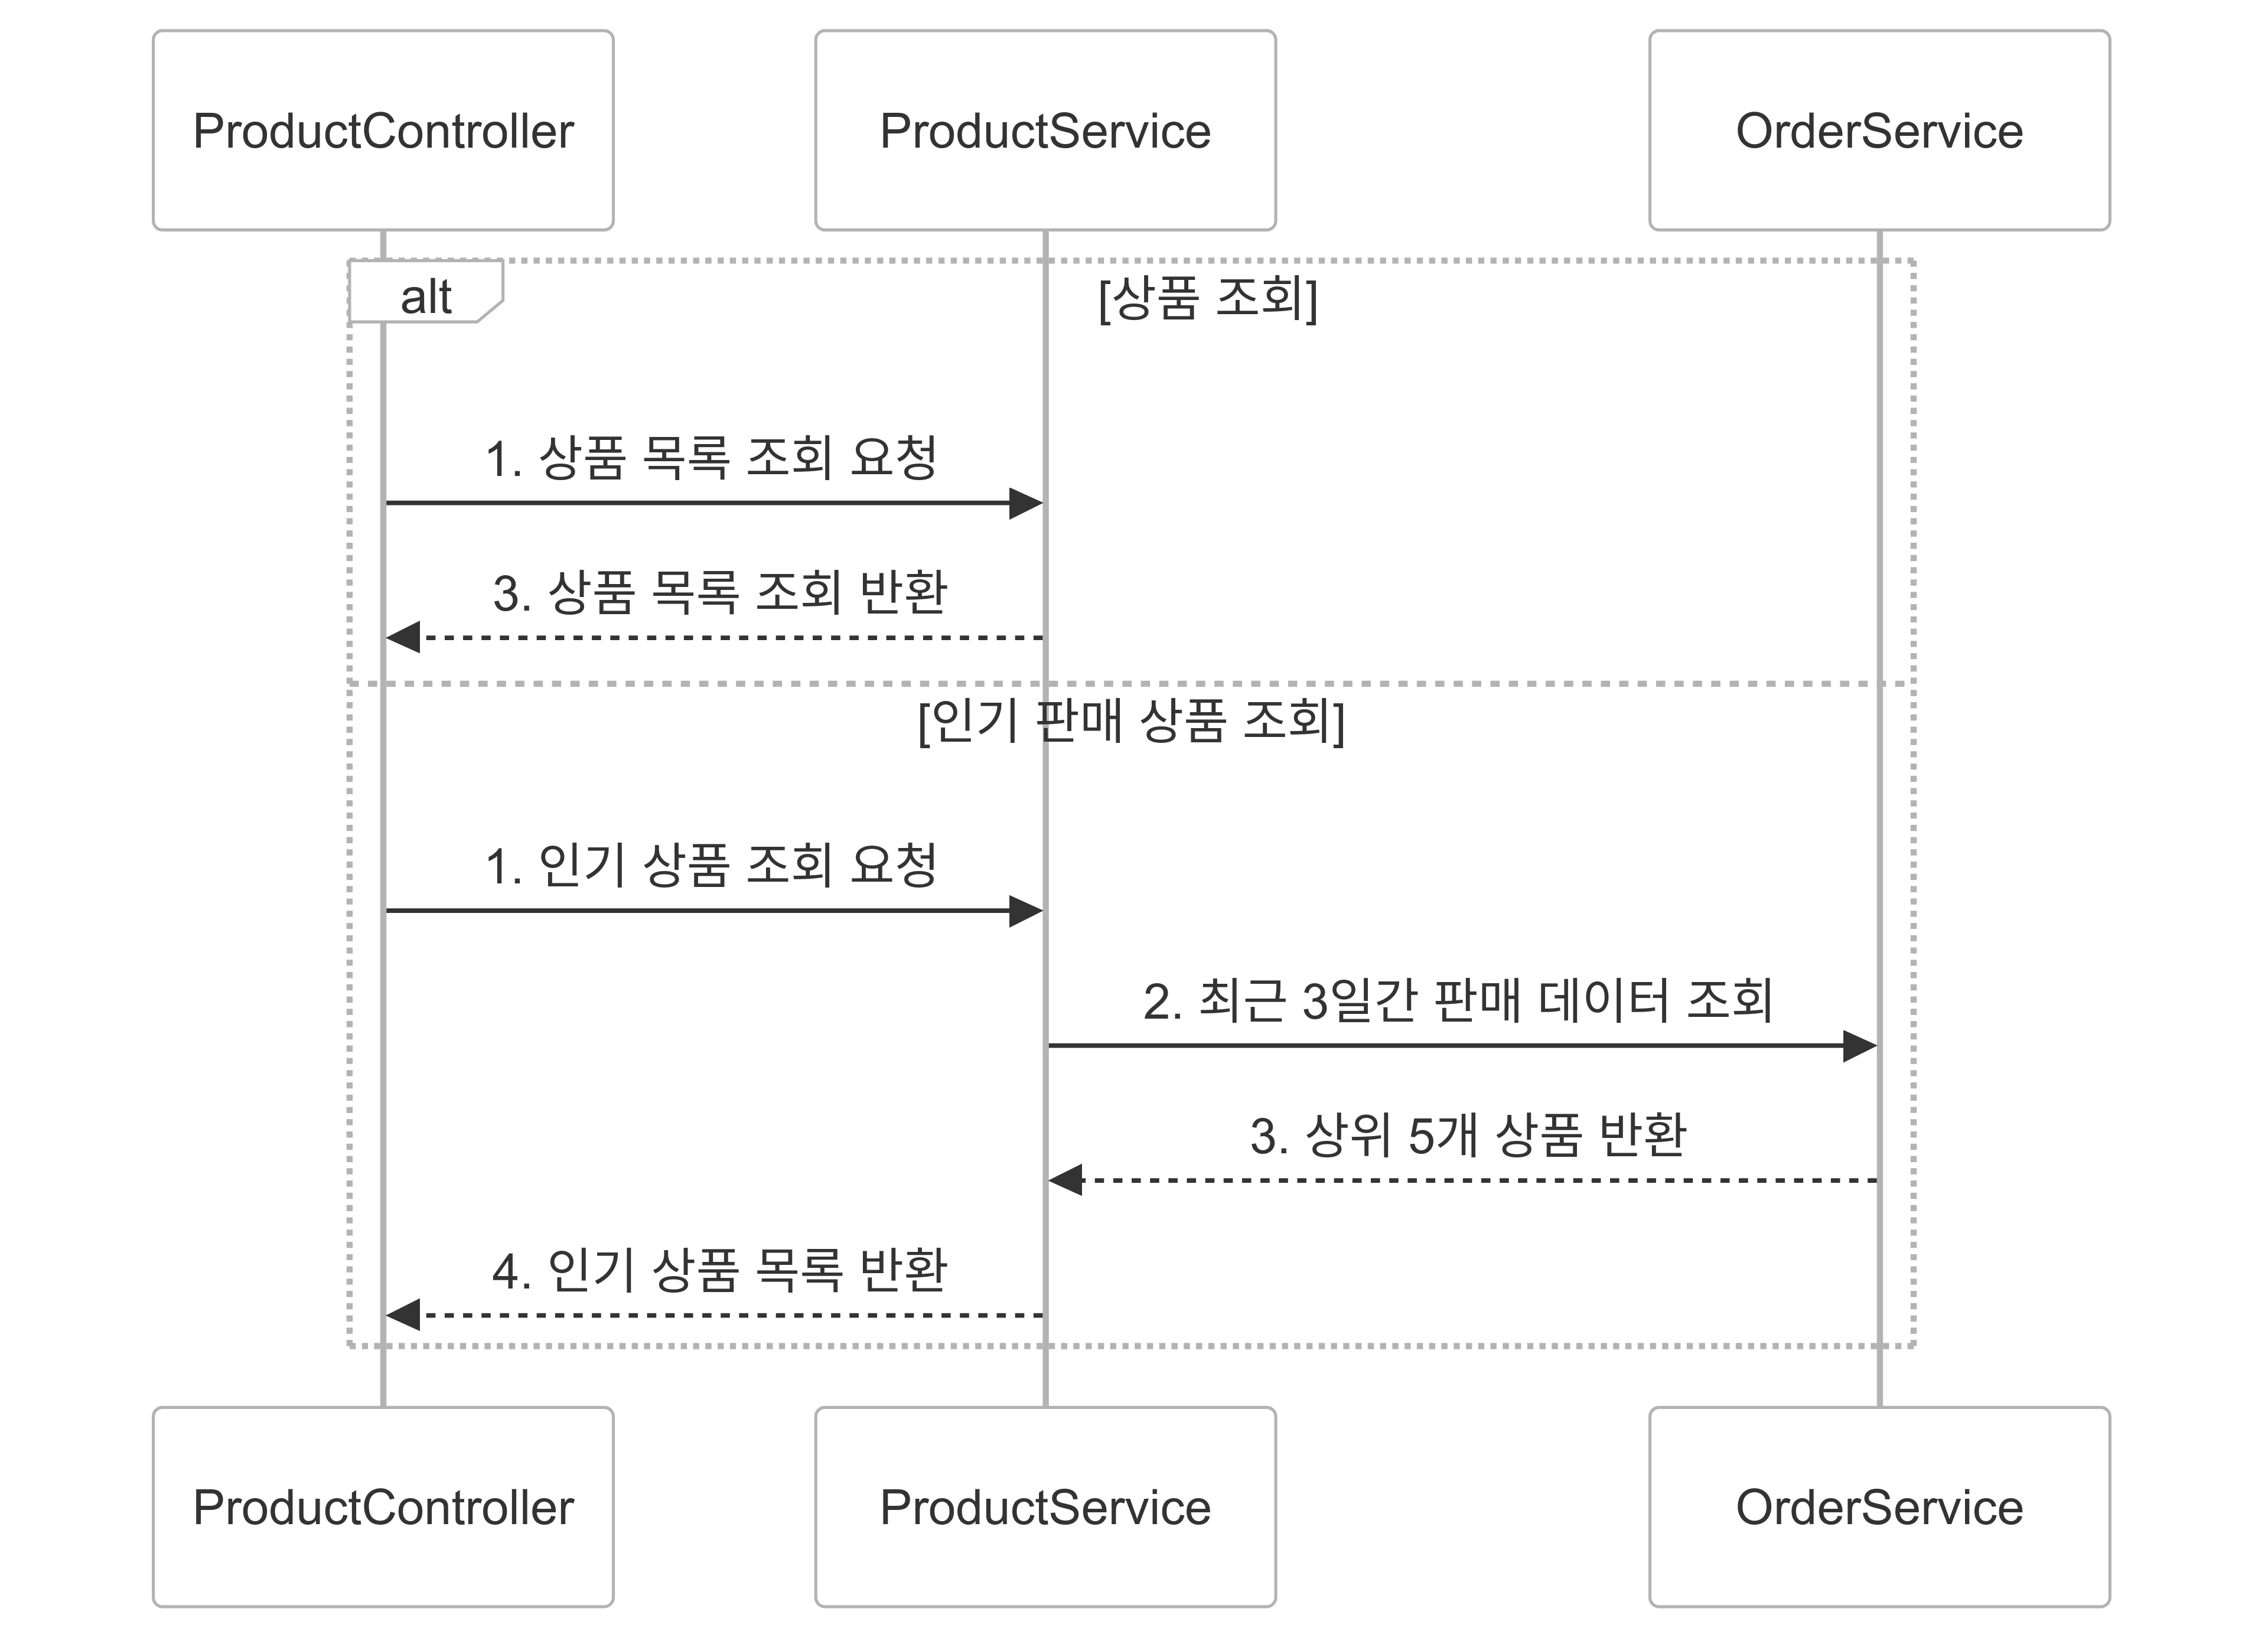 ProductController
ProductService
OrderService
alt
[상품 조회]
1. 상품 목록 조회 요청
3. 상품 목록 조회 반환
[인기 판매 상품 조회]
1. 인기 상품 조회 요청
2. 최근 3일간 판매 데이터 조회
3. 상위 5개 상품 반환
4. 인기 상품 목록 반환
ProductController
ProductService
OrderService